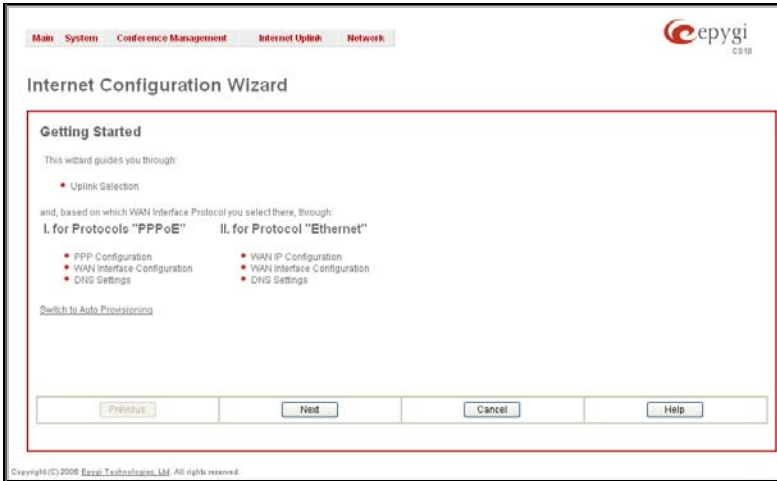 Main System Conference Management Internet Uplink Network
epygi
CS18
Internet Configuration Wizard
Getting Started
This wizard guides you through:
Uplink Selection
and, based on which WAN Interface Protocol you select there, through:
I. for Protocols "PPPoE" II. for Protocol "Ethernet"
PPP Configuration WAN IP Configuration
WAN Interface Configuration WAN Interface Configuration
DNS Settings DNS Settings
Switch to Auto Provisioning
Previous Next Cancel Help
Copyright (C) 2008 Epygi Technologies, Ltd. All rights reserved.